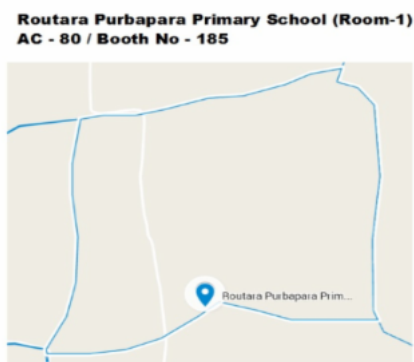 Routara Purbapara Primary School (Room-1)
AC - 80 / Booth No - 185
Routara Purbapara Prim...